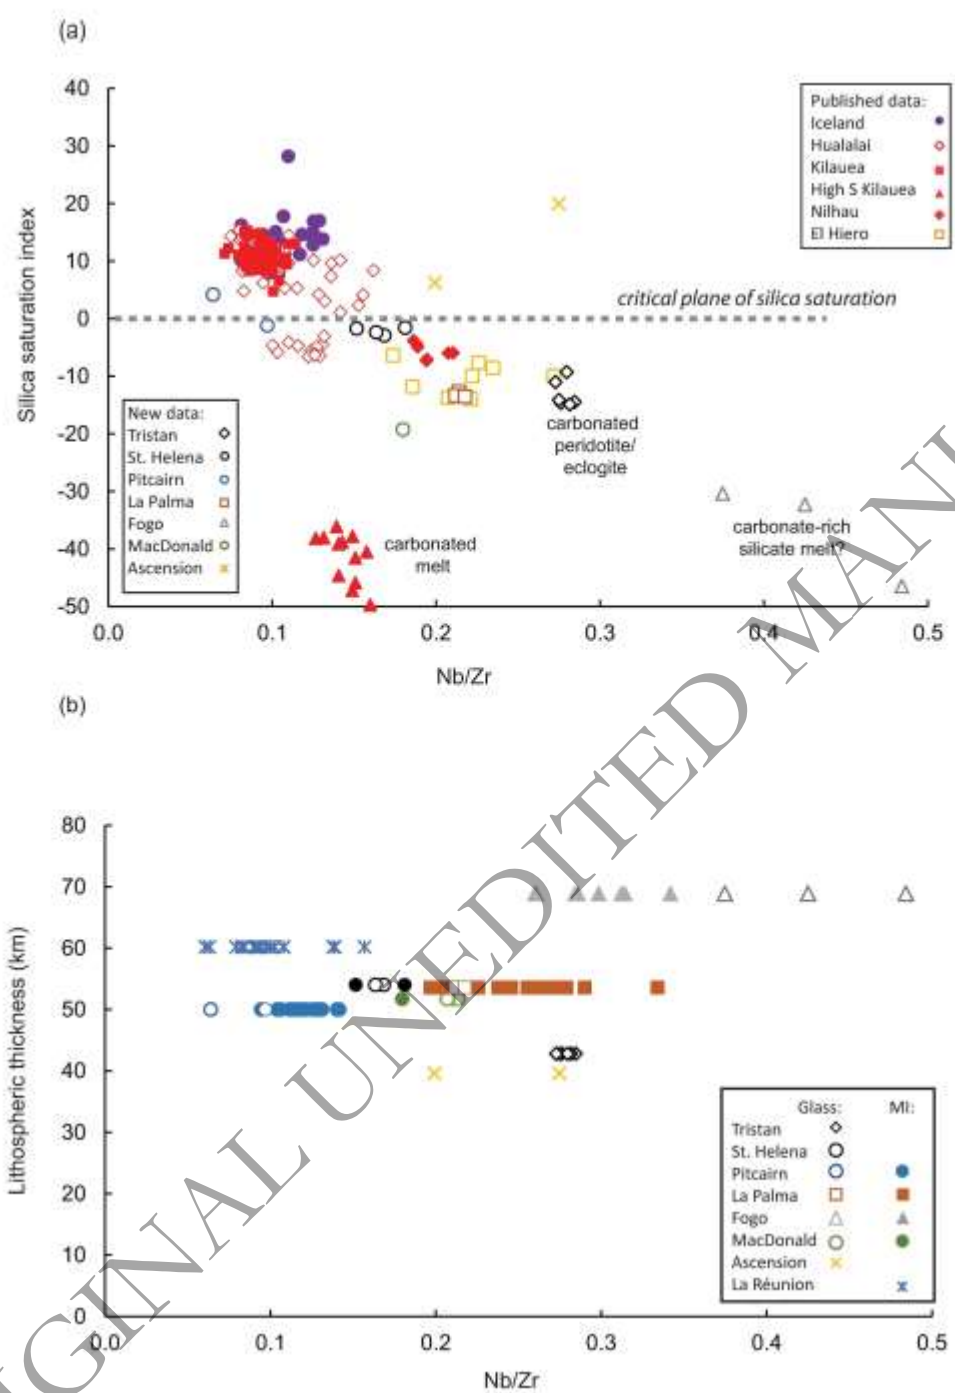 (a)
40
30
20
10
0
-10
-20
-30
-40
-50
0.0
0.1
0.2
0.3
0.4
0.5
Silica saturation index
Nb/Zr
Published data:
Iceland
Hualalai
Kilauea
High S Kilauea
Nilhau
El Hiero
critical plane of silica saturation
New data:
Tristan
St. Helena
Pitcairn
La Palma
Fogo
MacDonald
Ascension
carbonated
peridotite/
eclogite
carbonated
melt
carbonate-rich
silicate melt?
(b)
80
70
60
50
40
30
20
10
0
0.0
0.1
0.2
0.3
0.4
0.5
Lithospheric thickness (km)
Nb/Zr
Glass: MI:
Tristan
St. Helena
Pitcairn
La Palma
Fogo
MacDonald
Ascension
La Réunion
GINAL UNEDITED MANU